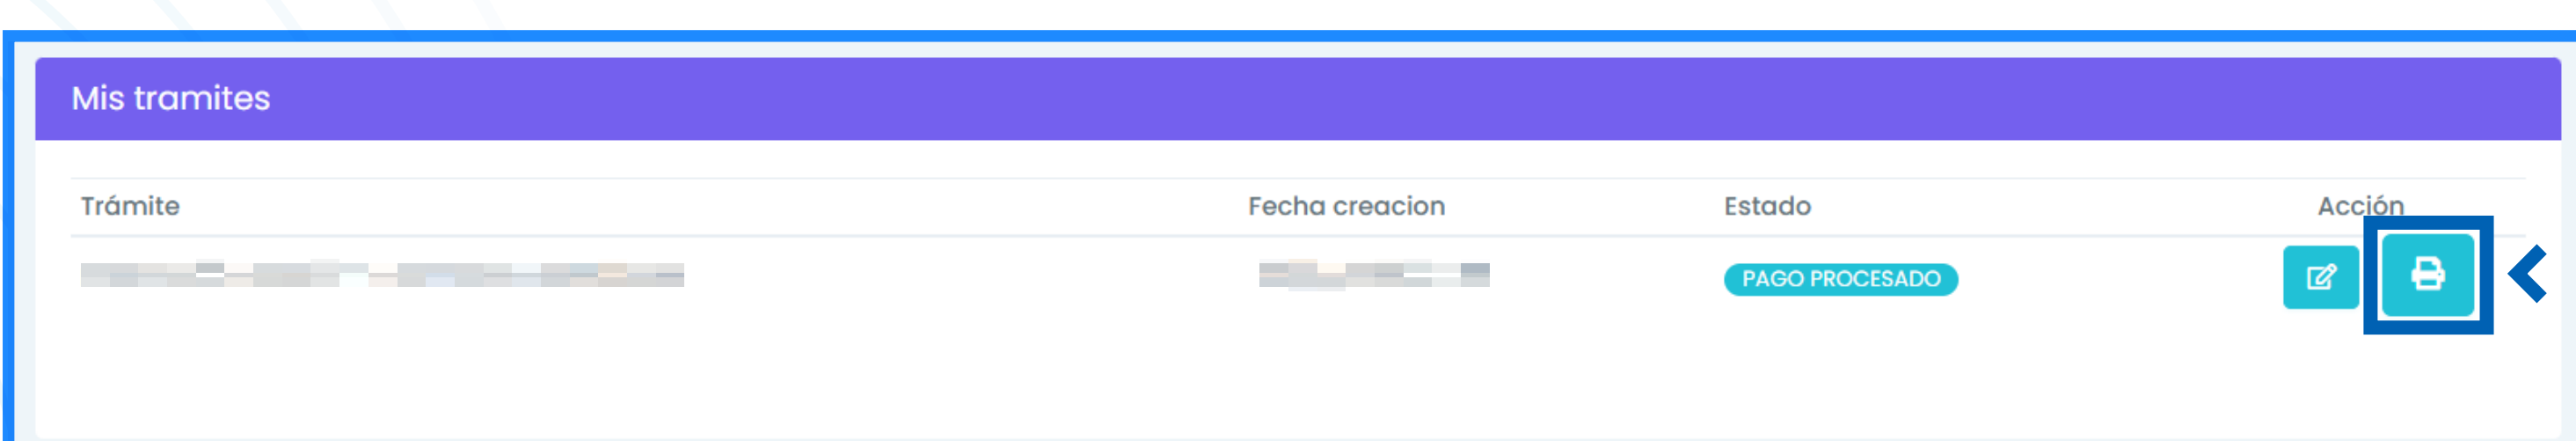 Mis tramites
Trámite Fecha creacion Estado Acción
PAGO PROCESADO